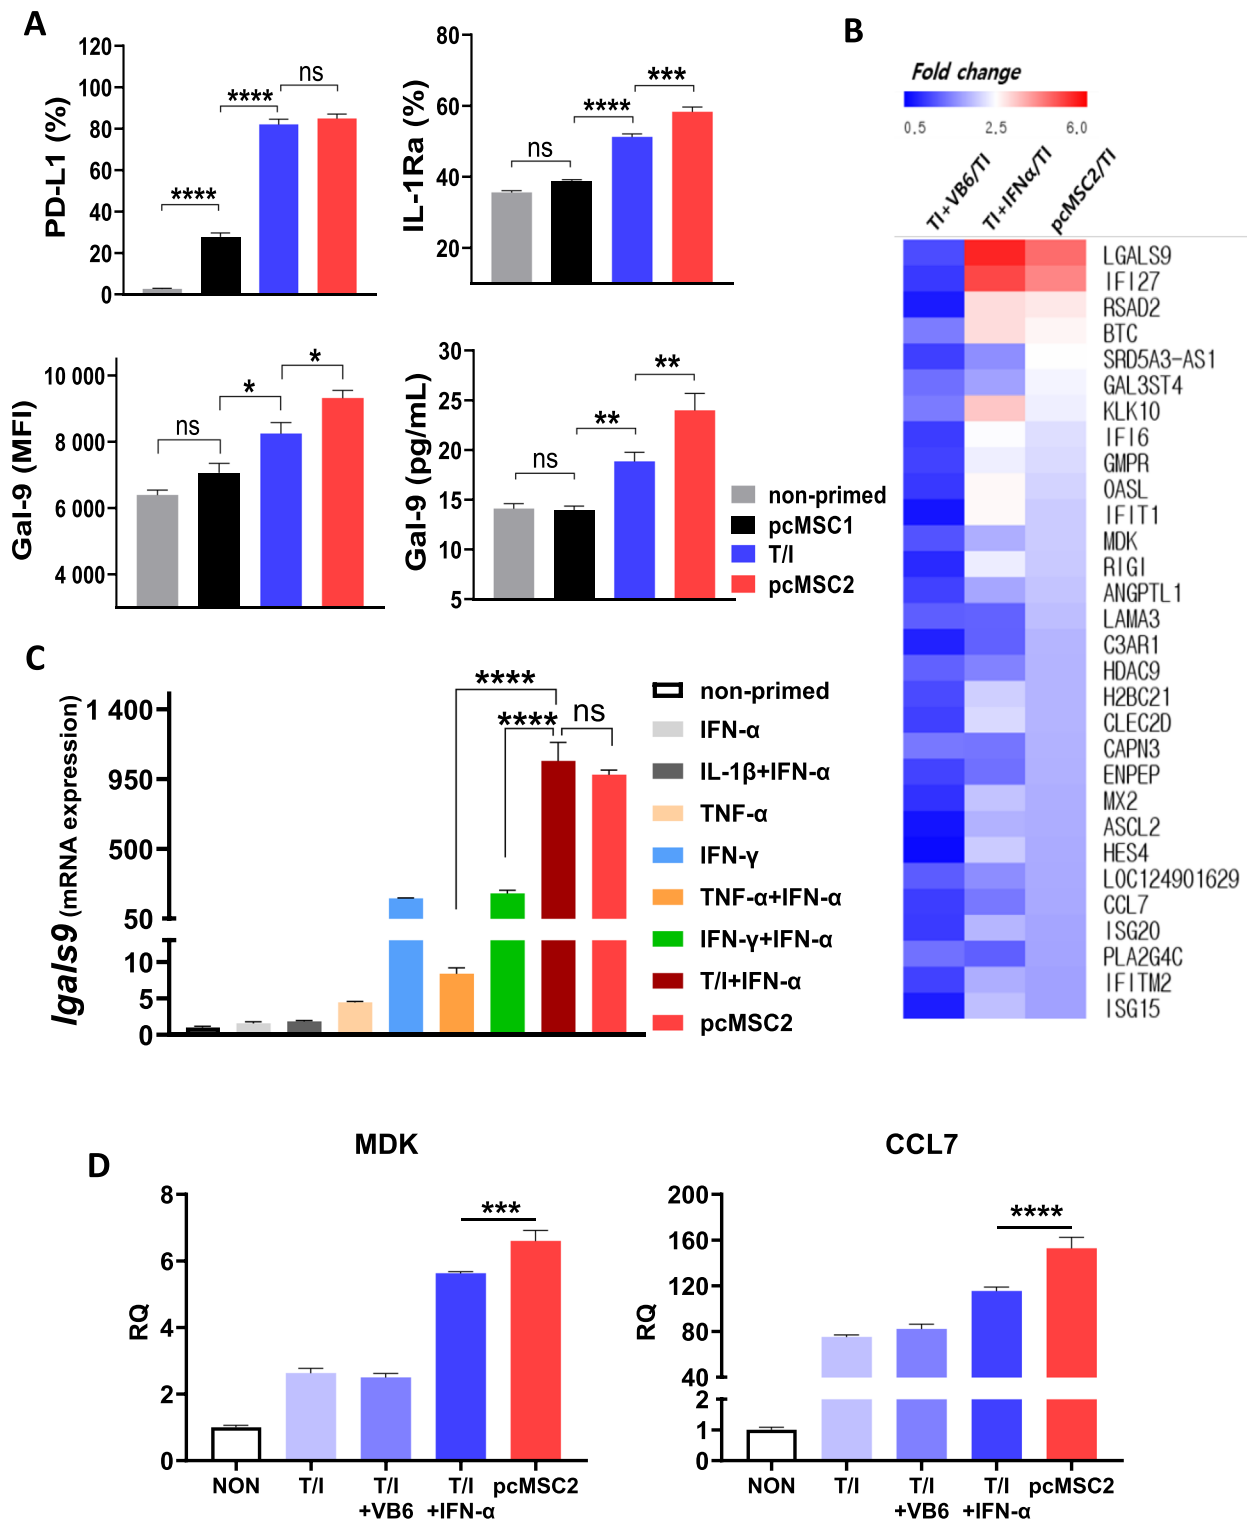 A
PD-L1 (%)
120
100
80
60
40
20
0
****
****
ns
IL-1Ra (%)
80
60
40
20
ns
****
***
Gal-9 (MFI)
10 000
8 000
6 000
4 000
ns
*
*
Gal-9 (pg/mL)
30
25
20
15
10
5
ns
**
**
non-primed
pcMSC1
T/I
pcMSC2
B
Fold change
0.5 2.5 6.0
TI+VB6/TI
TI+IFNα/TI
pcMSC2/TI
LGALS9
IFI27
RSAD2
BTC
SRD5A3-AS1
GAL3ST4
KLK10
IFI6
GMPR
OASL
IFIT1
MDK
RIGI
ANGPTL1
LAMA3
C3AR1
HDAC9
H2BC21
CLEC2D
CAPN3
ENPEP
MX2
ASCL2
HES4
LOC124901629
CCL7
ISG20
PLA2G4C
IFITM2
ISG15
C
lgals9 (mRNA expression)
1 400
950
500
50
10
5
0
****
****
ns
non-primed
IFN-α
IL-1β+IFN-α
TNF-α
IFN-γ
TNF-α+IFN-α
IFN-γ+IFN-α
T/I+IFN-α
pcMSC2
D
MDK
RQ
8
6
4
2
0
***
NON T/I T/I T/I pcMSC2
+VB6 +IFN-α
CCL7
RQ
200
160
120
80
40
2
1
0
****
NON T/I T/I T/I pcMSC2
+VB6 +IFN-α